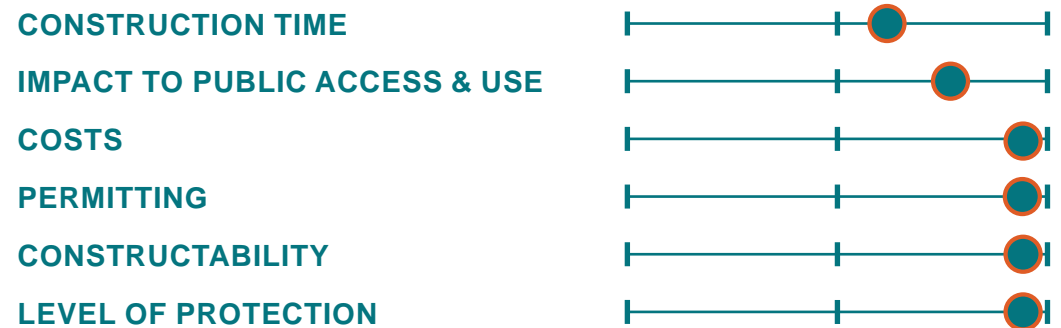 CONSTRUCTION TIME
IMPACT TO PUBLIC ACCESS & USE
COSTS
PERMITTING
CONSTRUCTABILITY
LEVEL OF PROTECTION